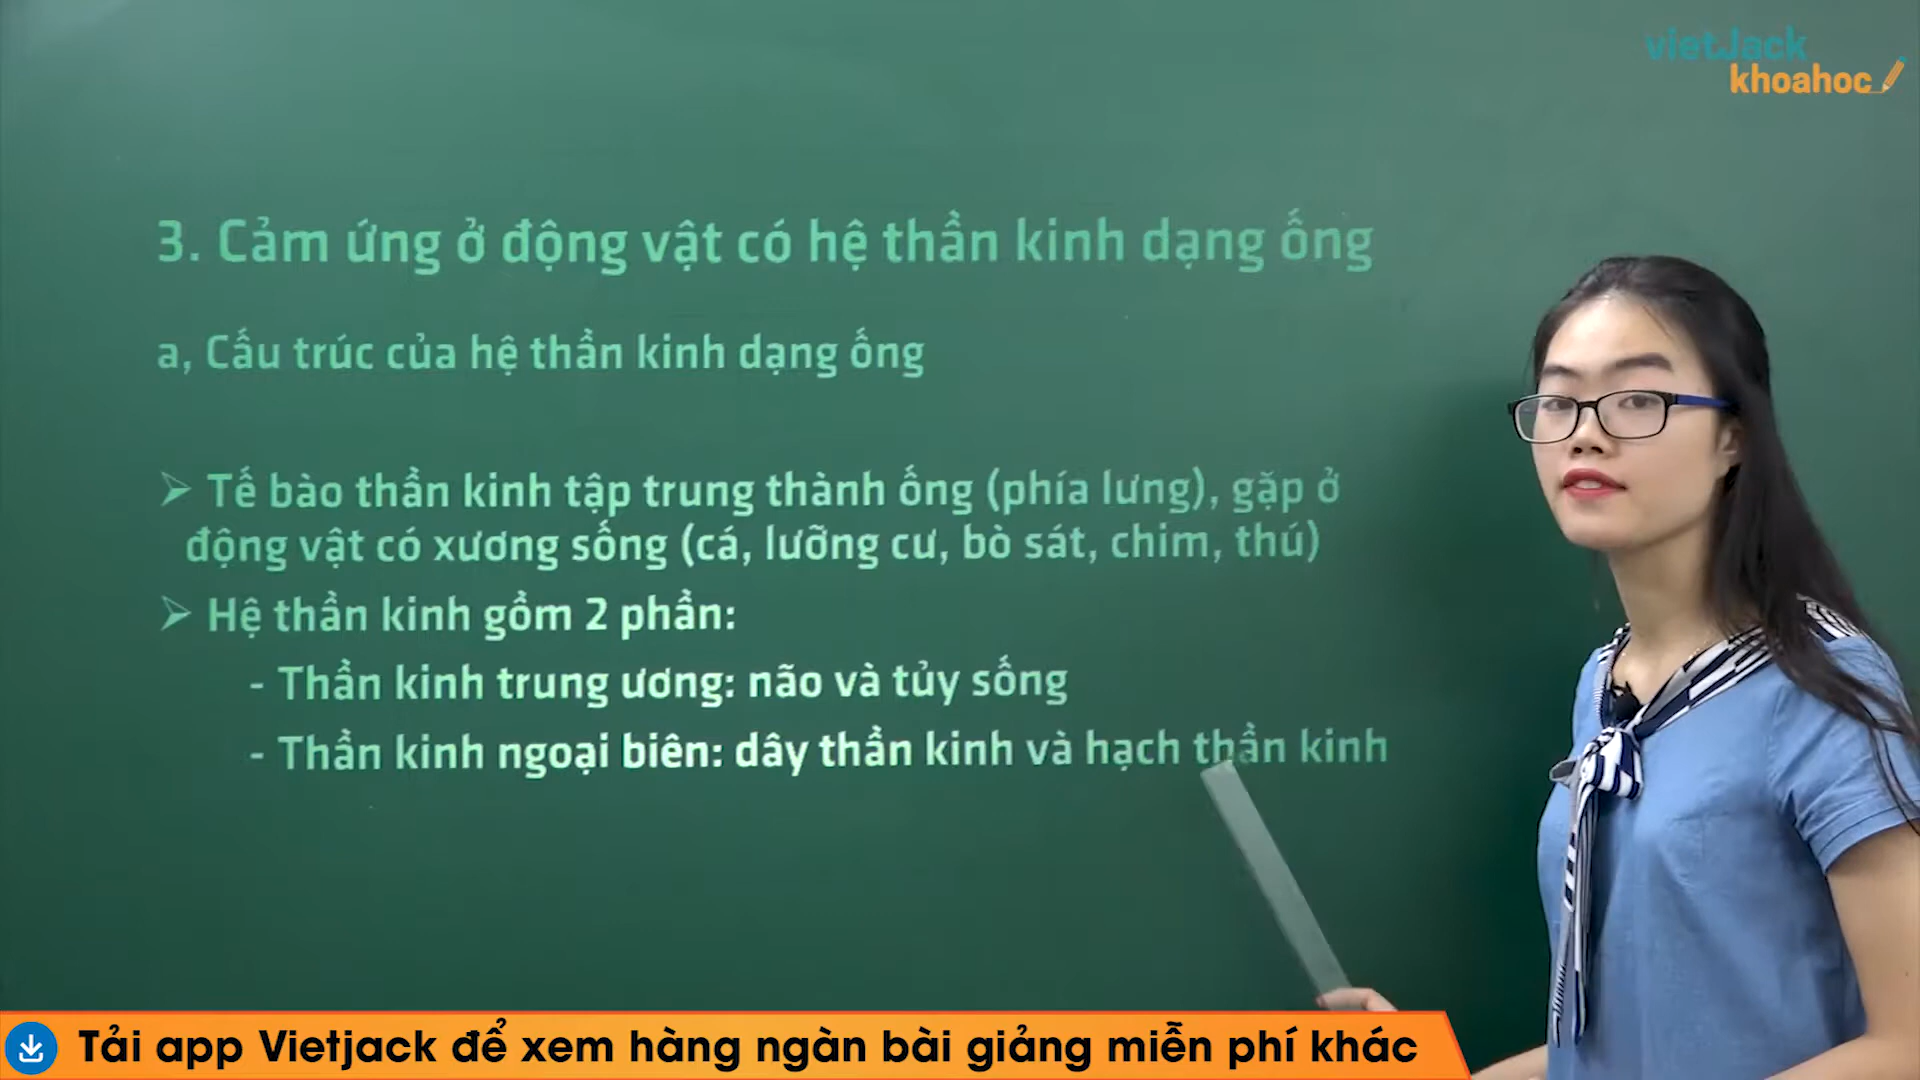 vietJack
khoahoc
3. Cảm ứng ở động vật có hệ thần kinh dạng ống
a, Cấu trúc của hệ thần kinh dạng ống
➢ Tế bào thần kinh tập trung thành ống (phía lưng), gặp ở
động vật có xương sống (cá, lưỡng cư, bò sát, chim, thú)
➢ Hệ thần kinh gồm 2 phần:
- Thần kinh trung ương: não và tủy sống
- Thần kinh ngoại biên: dây thần kinh và hạch thần kinh
Tải app Vietjack để xem hàng ngàn bài giảng miễn phí khác